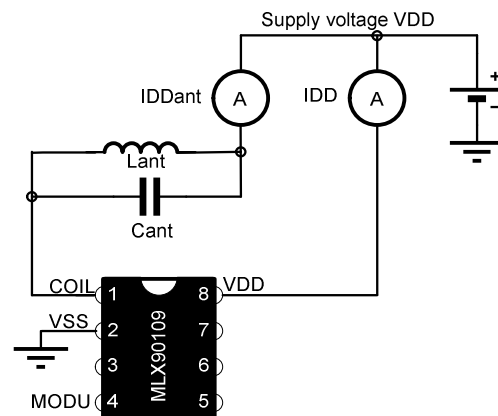 Supply voltage VDD
IDDant A IDD A + -
Lant
Cant
COIL 1 8 VDD
VSS 2 7
3 6
MODU 4 5
MLX90109